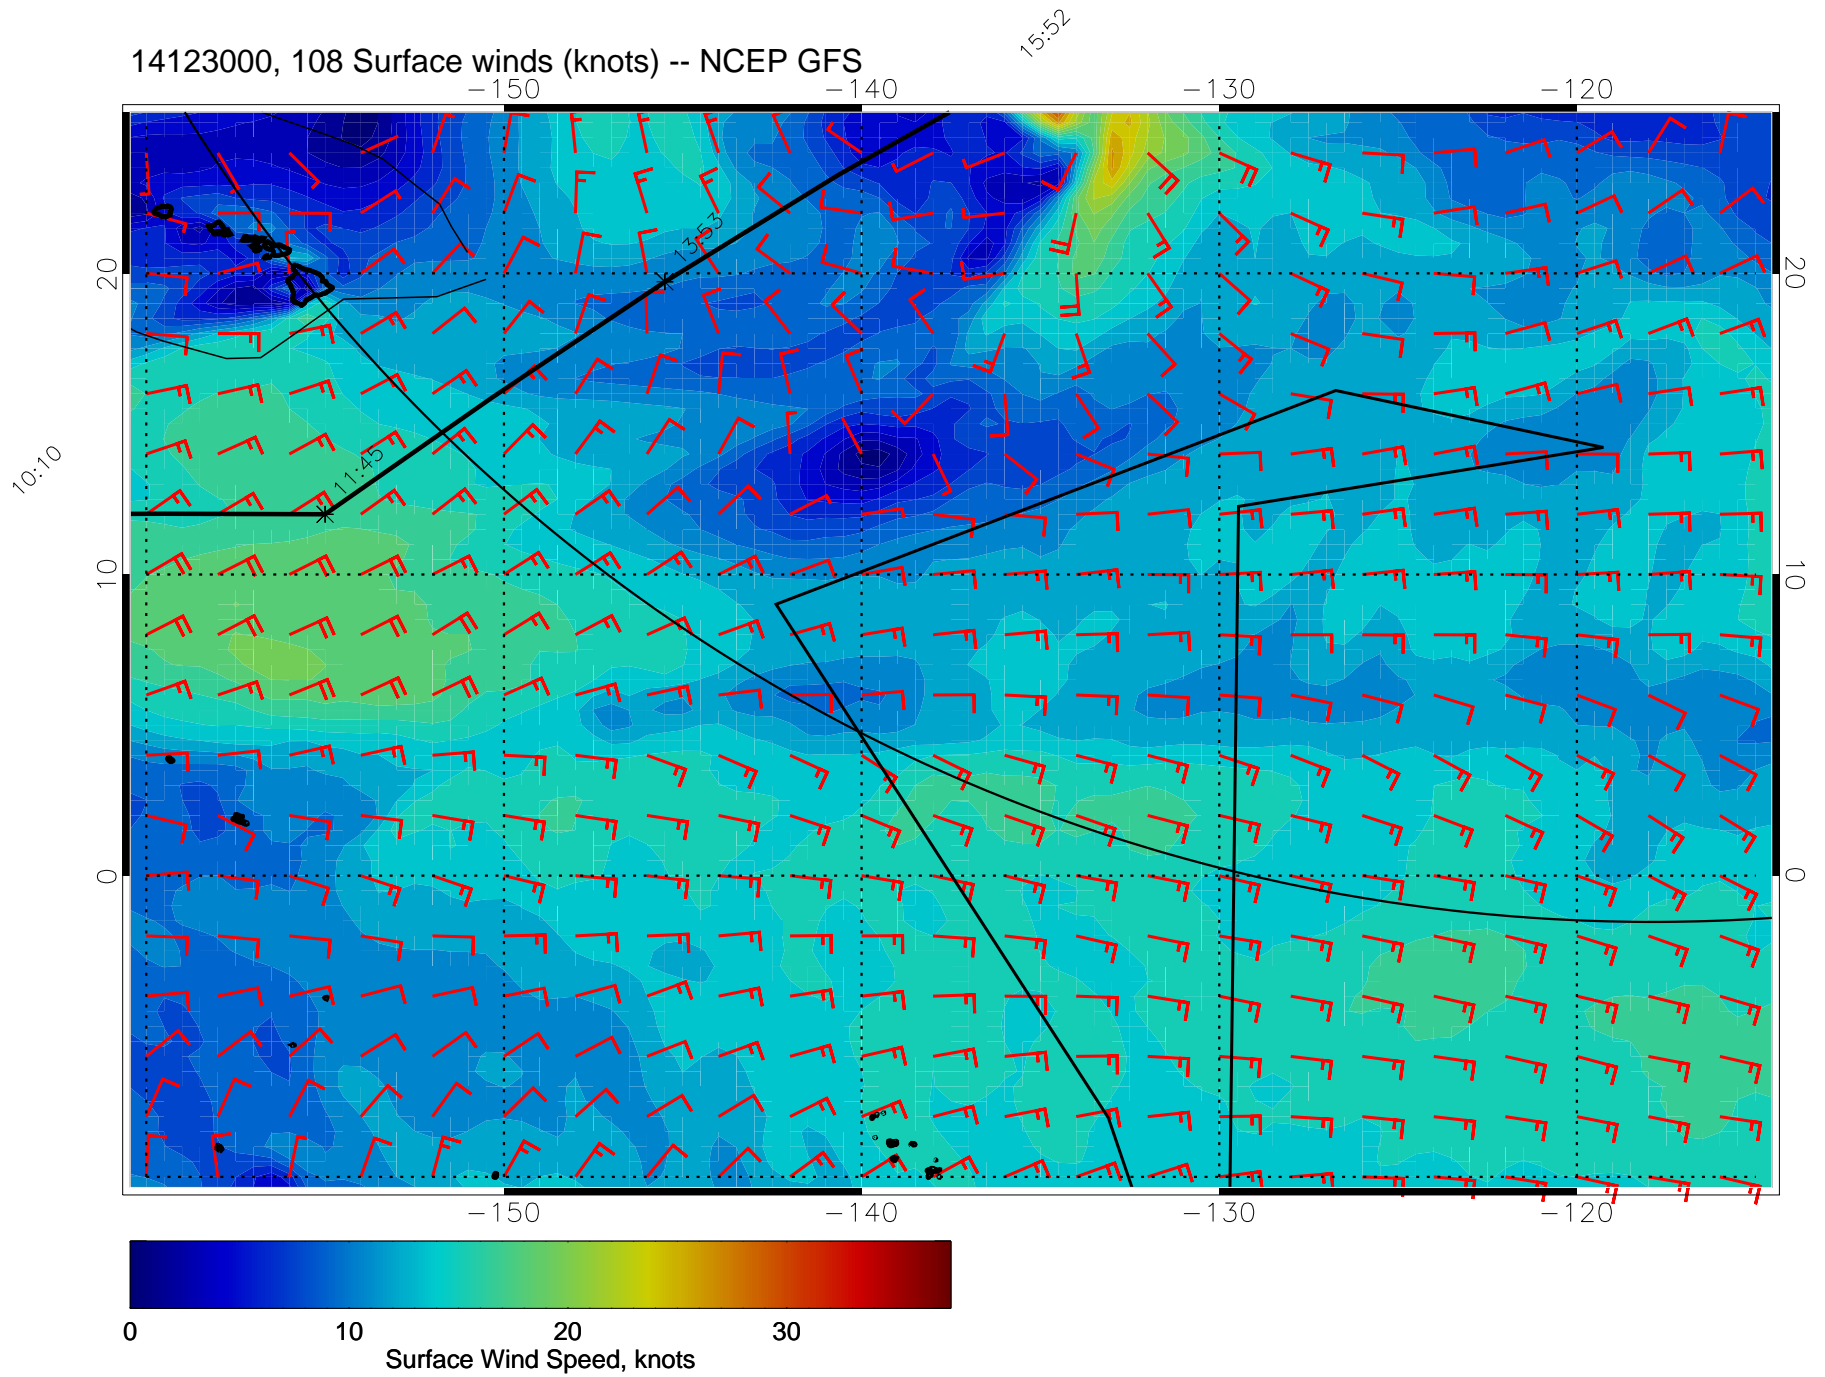 15:52
14123000, 108 Surface winds (knots) -- NCEP GFS
-150 -140 -130 -120
20 20
13:53
10:10
11:45
10 10
0 0
-150 -140 -130 -120
0 10 20 30
Surface Wind Speed, knots